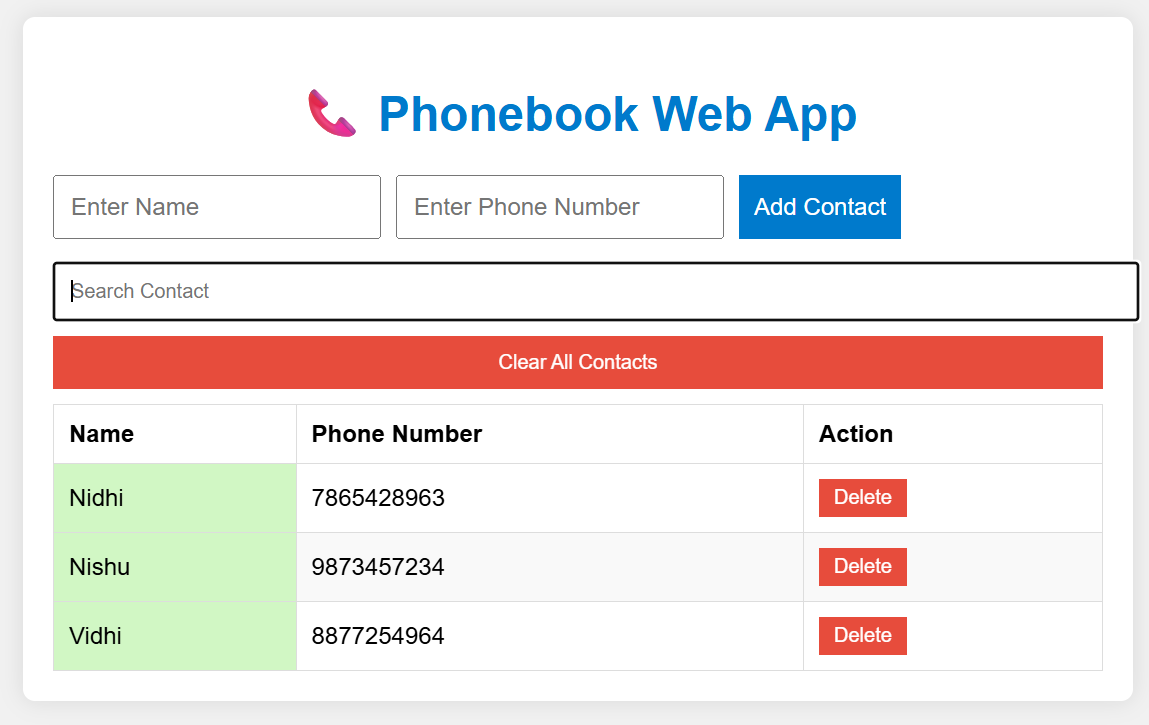 Phonebook Web App
Enter Name Enter Phone Number Add Contact
Search Contact
Clear All Contacts
Name Phone Number Action
Nidhi 7865428963 Delete
Nishu 9873457234 Delete
Vidhi 8877254964 Delete